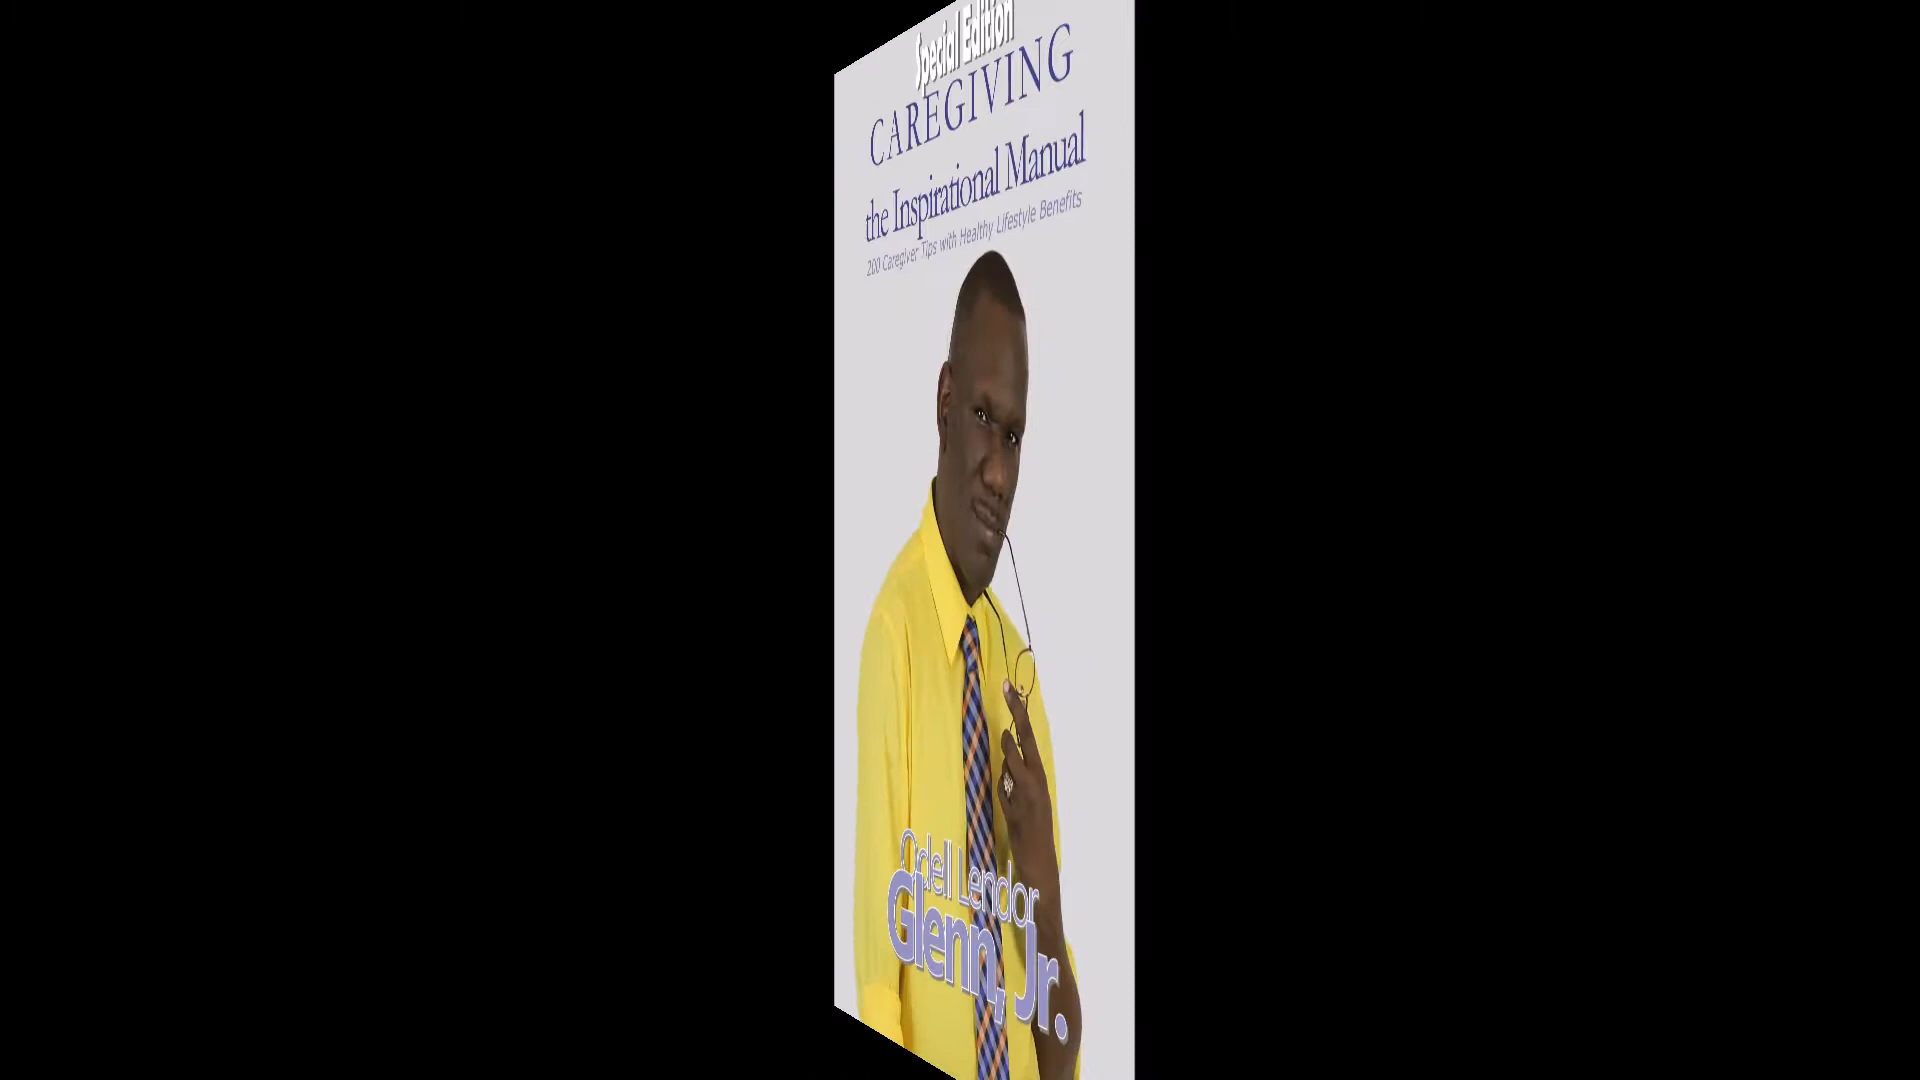 Special Edition
CAREGIVING
the Inspirational Manual
200 Caregiver Tips with Healthy Lifestyle Benefits
Odell Lendor
Glenn, Jr.